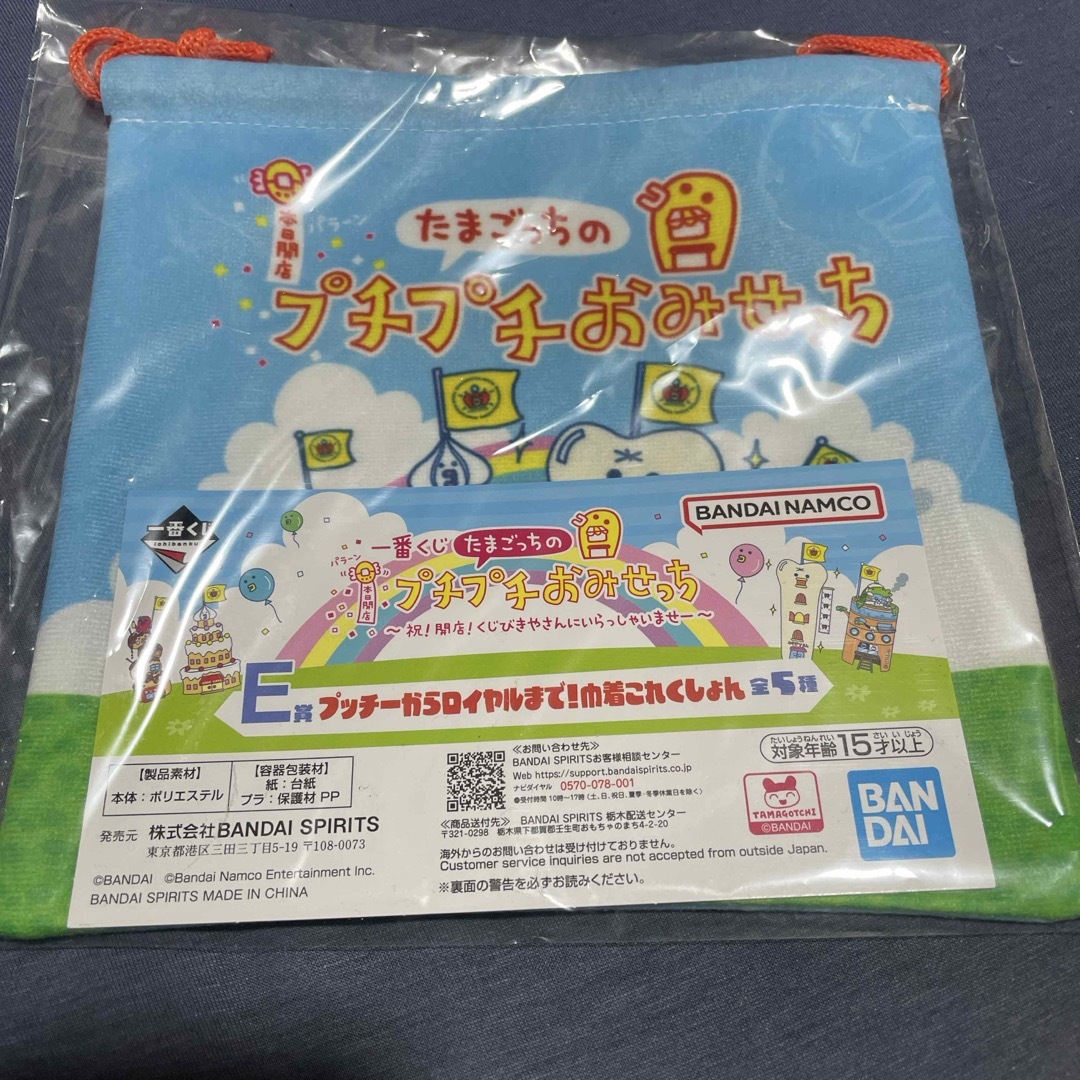 本日開店
パラーン
たまごっちの
プチプチおみせっち
一番くじ
ichibankuji
BANDAI NAMCO
一番くじ たまごっちの
パラーン
本日開店
プチプチおみせっち
〜祝!開店!くじびきやさんにいらっしゃいませー〜
E賞 プッチーからロイヤルまで!巾着これくしょん 全5種
たいしょうねんれい さいいじょう
対象年齢15才以上
【製品素材】
本体:ポリエステル
【容器包装材】
紙:台紙
プラ:保護材 PP
≪お問い合わせ先≫
BANDAI SPIRITSお客様相談センター
Web https://support.bandaispirits.co.jp
ナビダイヤル 0570-078-001
●受付時間 10時〜17時(土、日、祝日、夏季・冬季休業日を除く)
≪商品送付先≫ BANDAI SPIRITS 栃木配送センター
〒321-0298 栃木県下都賀郡壬生町おもちゃのまち4-2-20
海外からのお問い合わせは受け付けておりません。
Customer service inquiries are not accepted from outside Japan.
※裏面の警告を必ずお読みください。
発売元 株式会社BANDAI SPIRITS
東京都港区三田三丁目5-19 〒108-0073
©BANDAI ©Bandai Namco Entertainment Inc.
BANDAI SPIRITS MADE IN CHINA
TAMAGOTCHI
©BANDAI
BAN
DAI